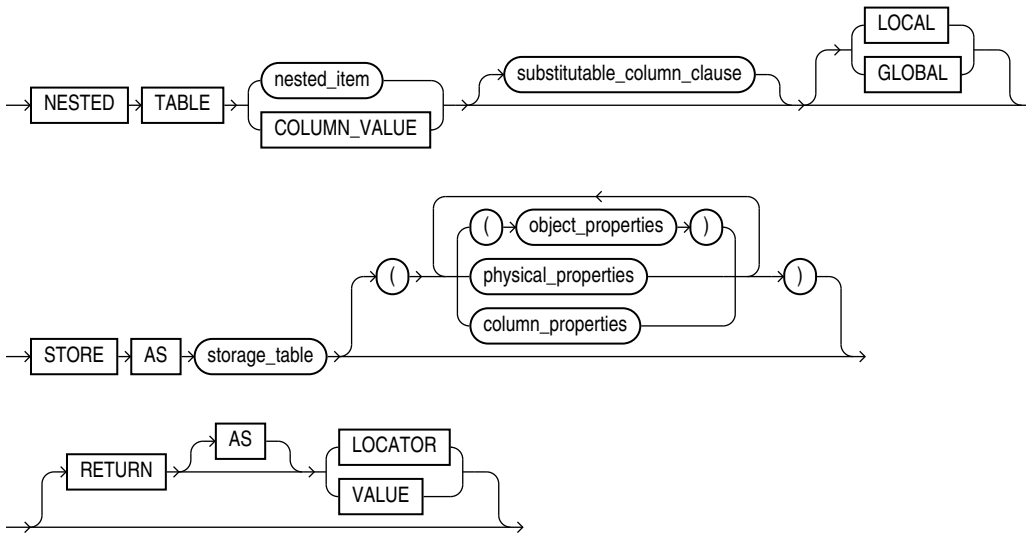 LOCAL
nested_item substitutable_column_clause
NESTED TABLE GLOBAL
COLUMN_VALUE
( object_properties )
( physical_properties )
column_properties
STORE AS storage_table
AS LOCATOR
RETURN
VALUE